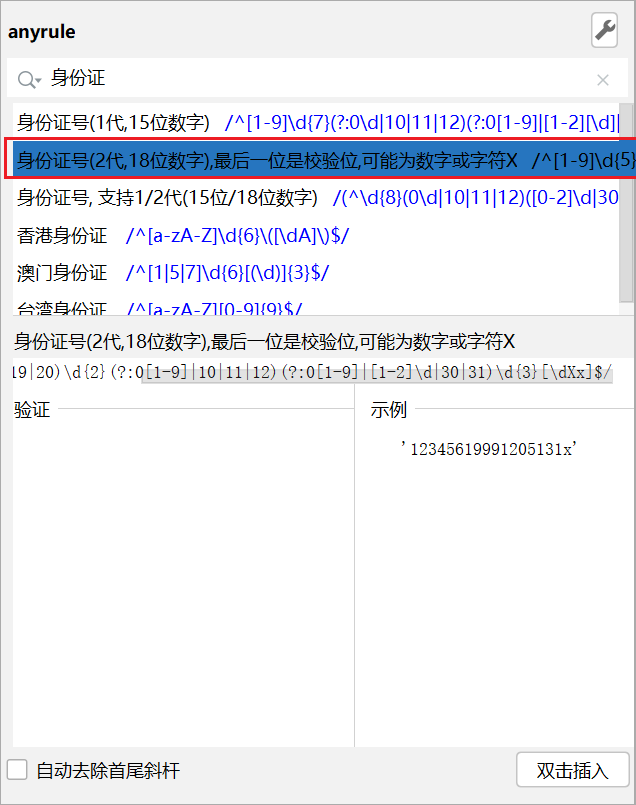 anyrule
身份证
身份证号(1代,15位数字) /^[1-9]\d{7}(?:0\d|10|11|12)(?:0[1-9]|[1-2][\d]|
身份证号(2代,18位数字),最后一位是校验位,可能为数字或字符X /^[1-9]\d{5}
身份证号, 支持1/2代(15位/18位数字) /(^\d{8}(0\d|10|11|12)([0-2]\d|30
香港身份证 /^[a-zA-Z]\d{6}\([\dA]\)$/
澳门身份证 /^[1|5|7]\d{6}[(\d)]{3}$/
台湾身份证 /^[a-zA-Z][0-9]{9}$/
身份证号(2代,18位数字),最后一位是校验位,可能为数字或字符X
19|20)\d{2}(?:0[1-9]|10|11|12)(?:0[1-9]|[1-2]\d|30|31)\d{3}[\dXx]$/
验证 示例
'12345619991205131x'
自动去除首尾斜杆 双击插入